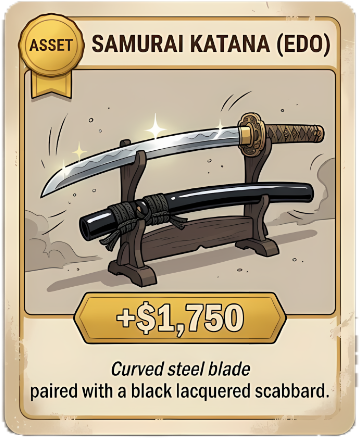 ASSET
SAMURAI KATANA (EDO)
+$1,750
Curved steel blade
paired with a black lacquered scabbard.